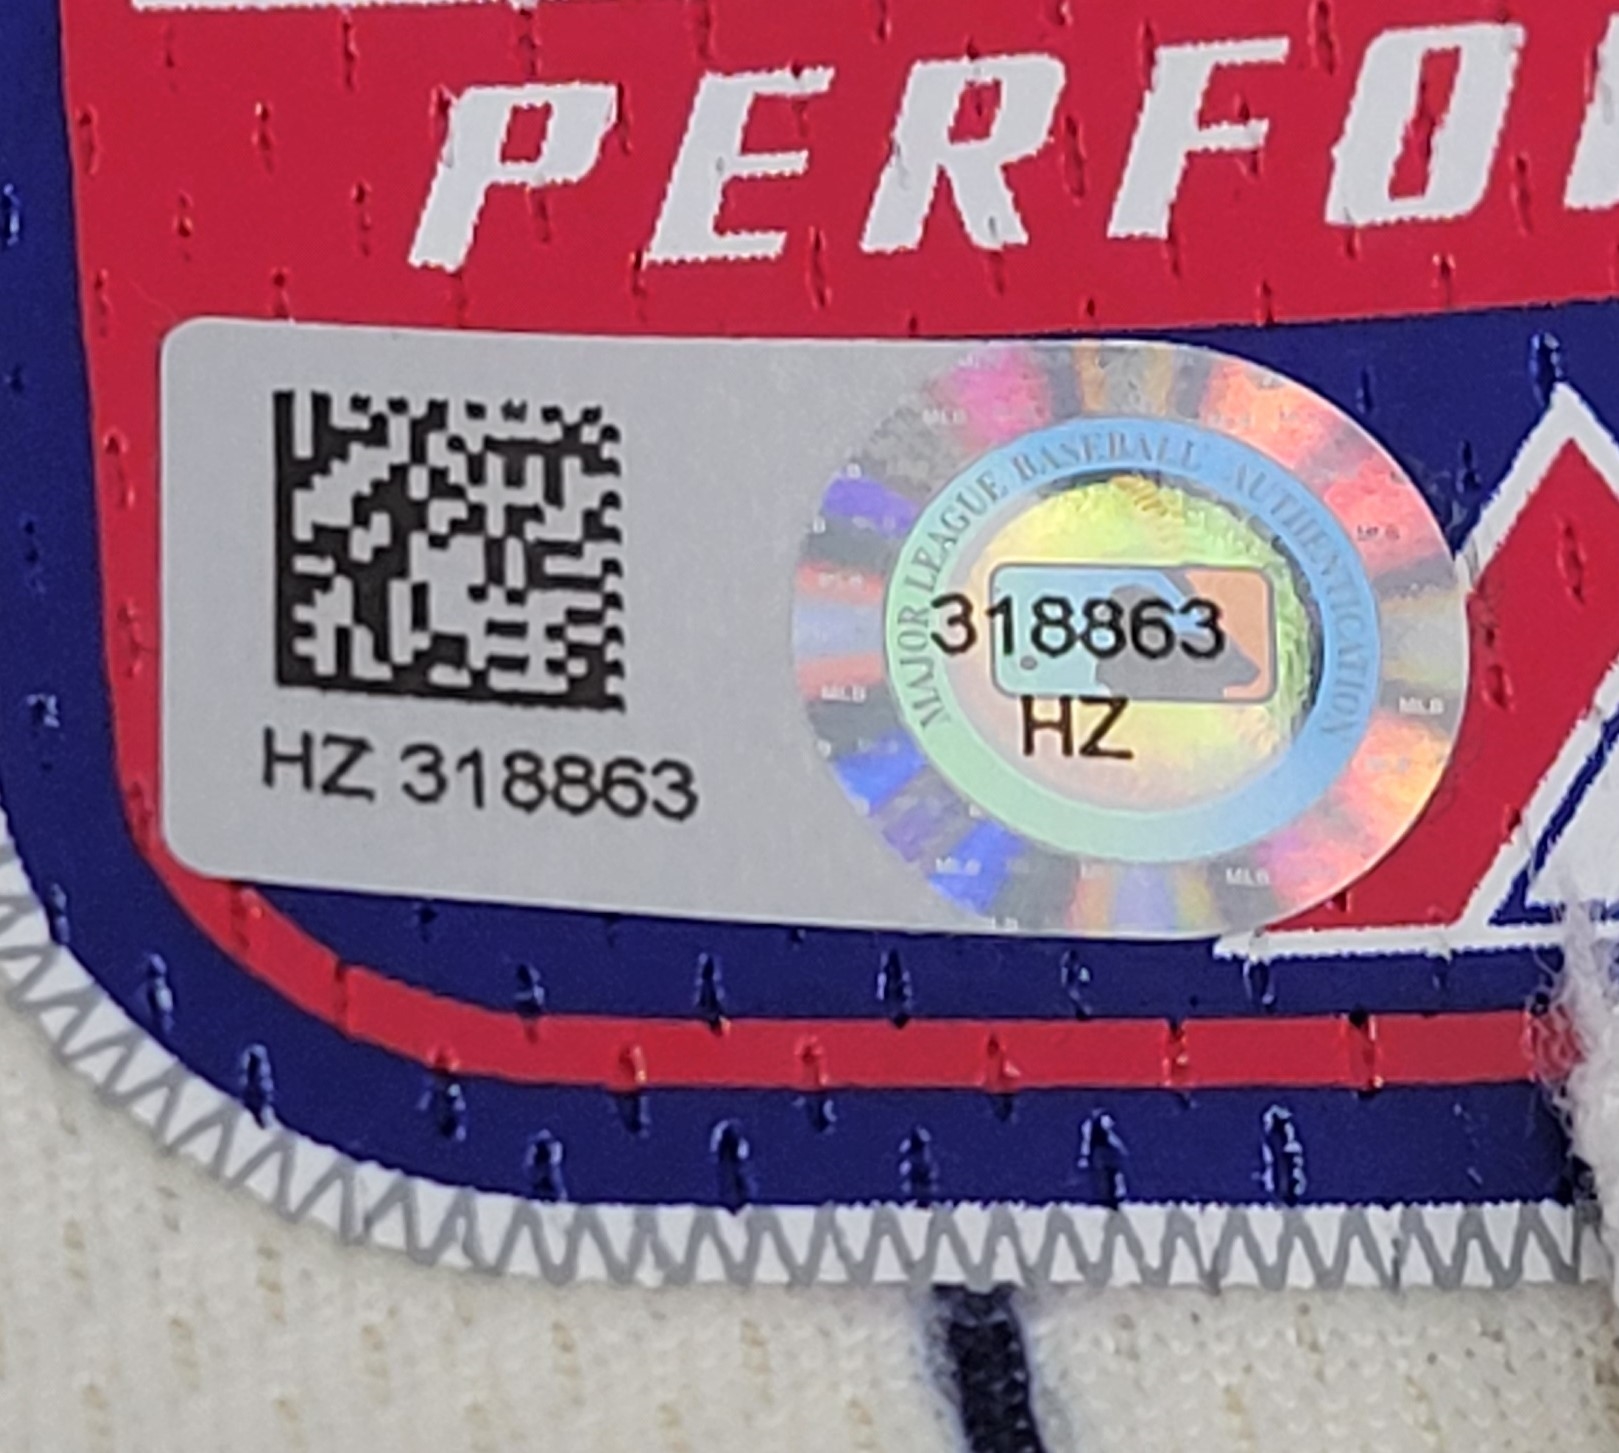 PERFO
HZ 318863
MAJOR LEAGUE BASEBALL AUTHENTICATION
318863
HZ